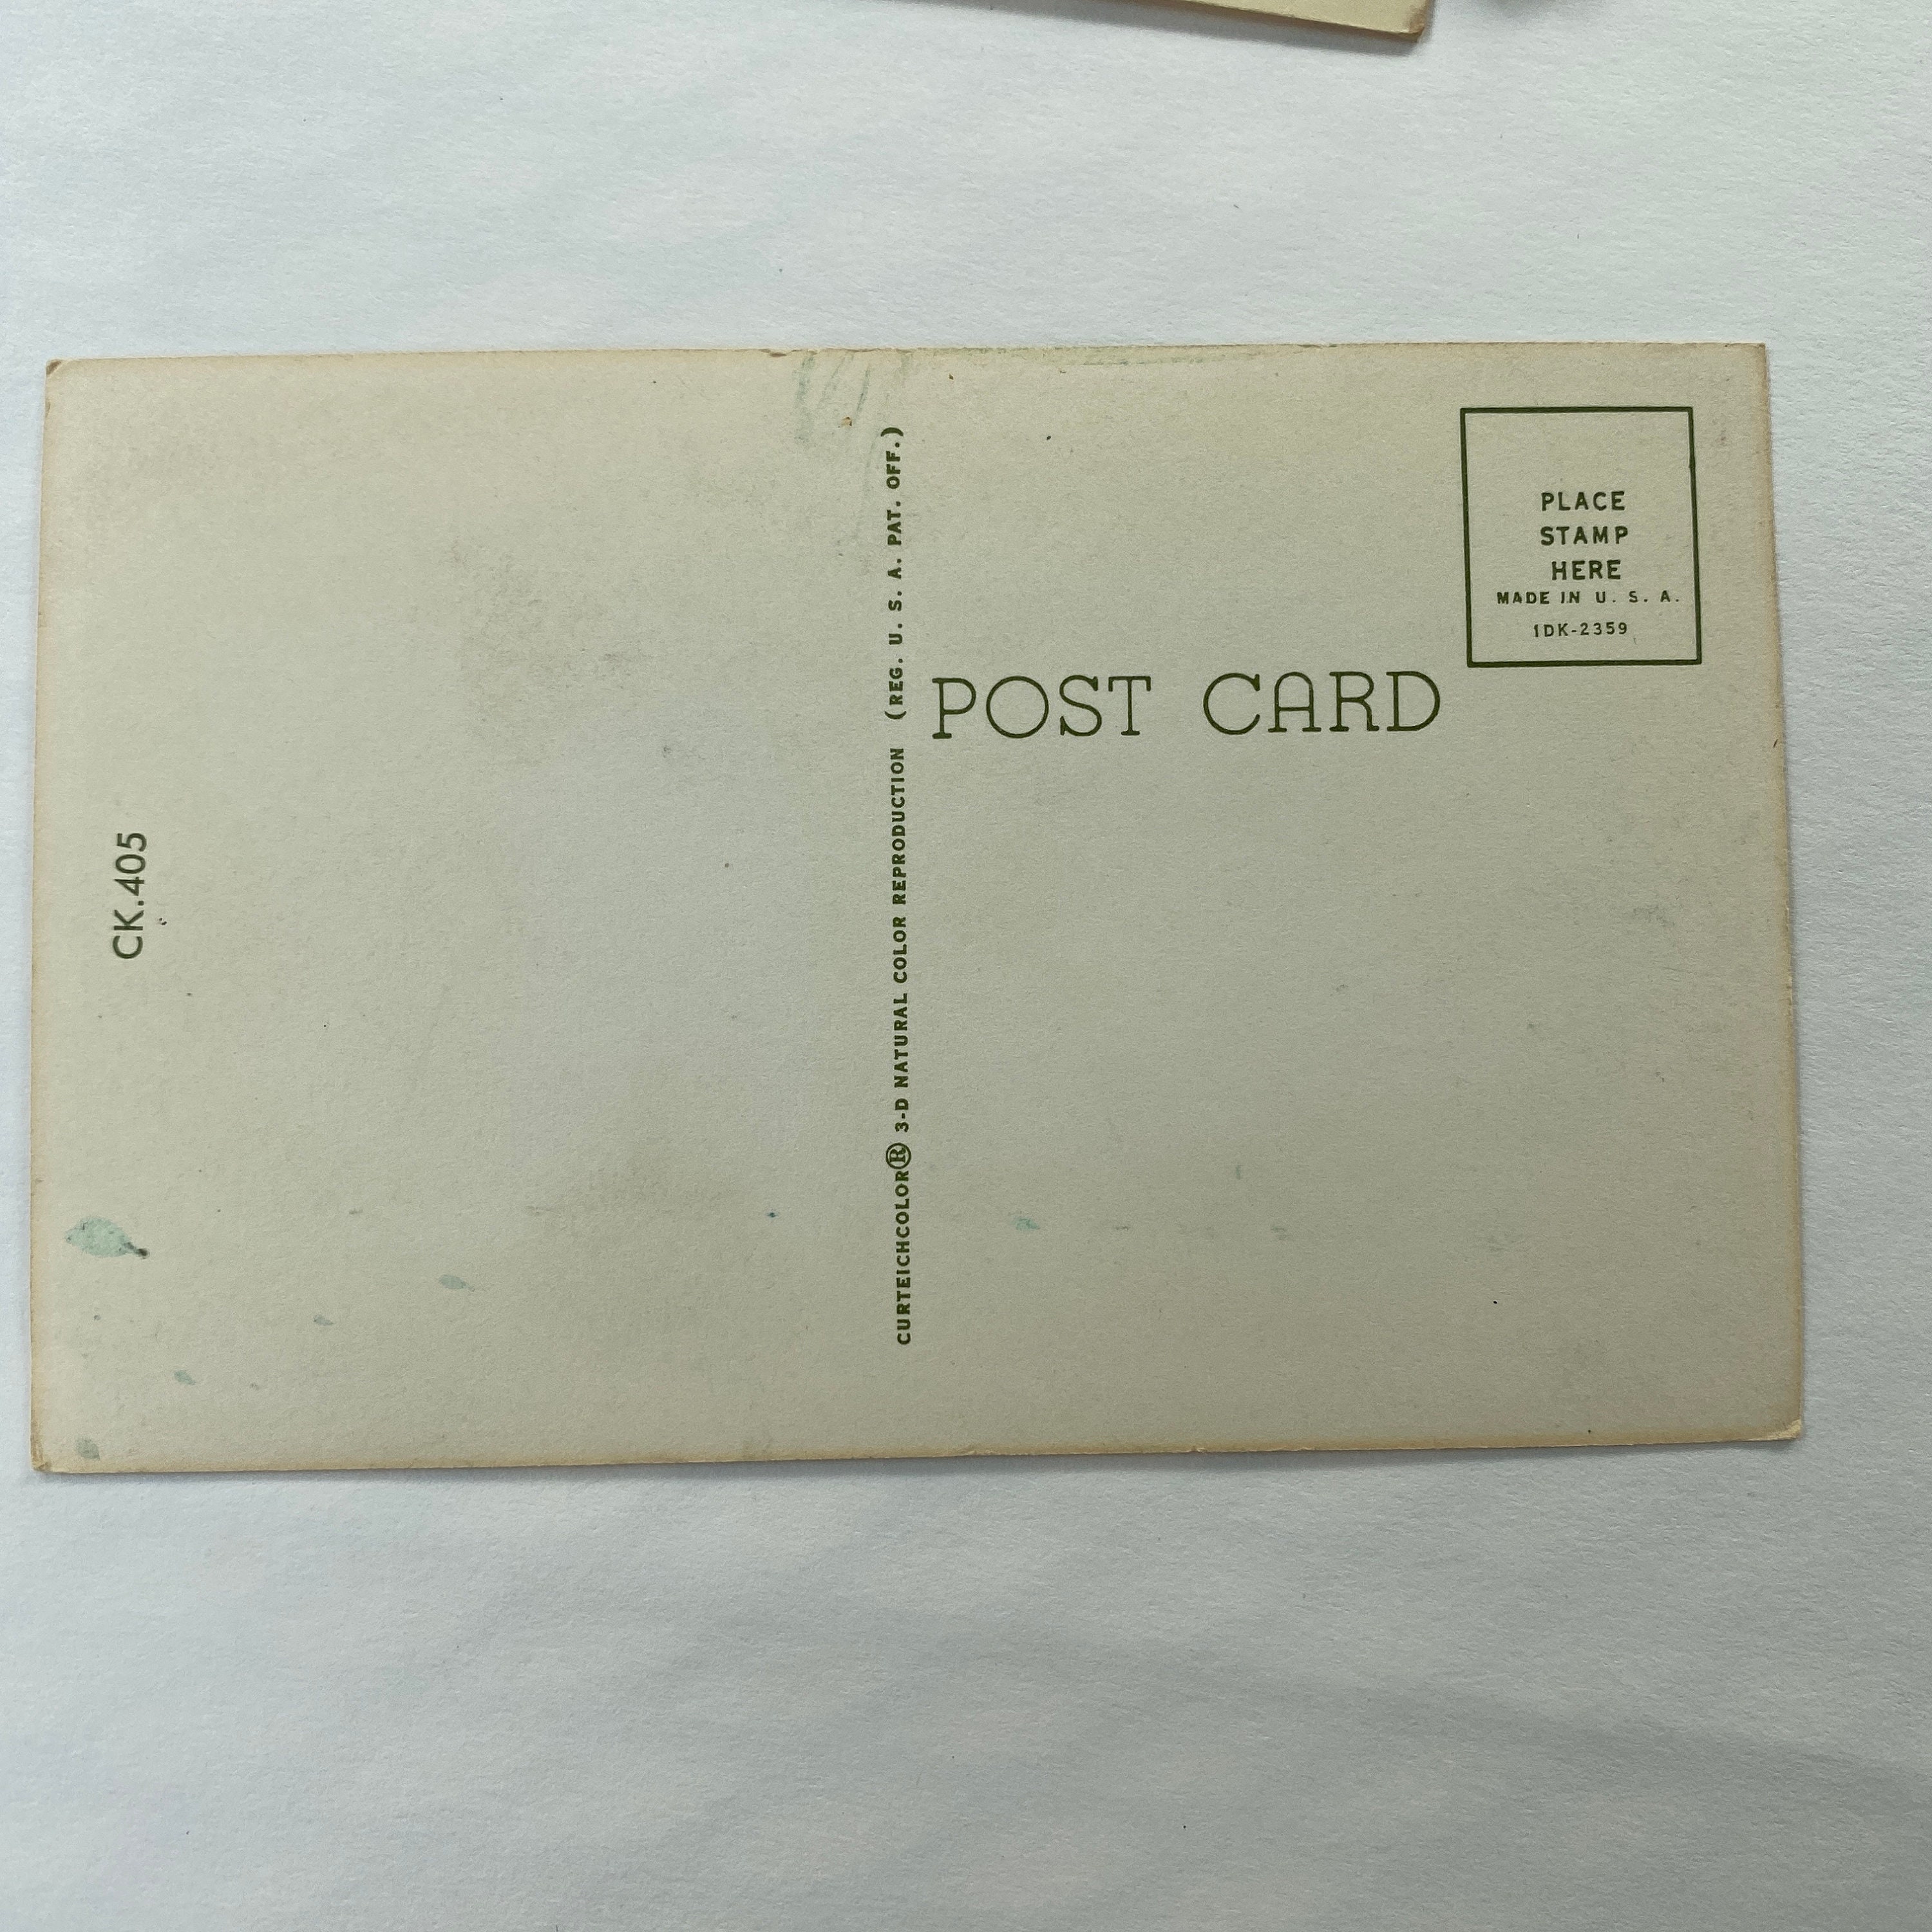 CK.405
CURTEICHCOLOR® 3-D NATURAL COLOR REPRODUCTION (REG. U. S. A. PAT. OFF.)
POST CARD
PLACE
STAMP
HERE
MADE IN U. S. A.
1DK-2359